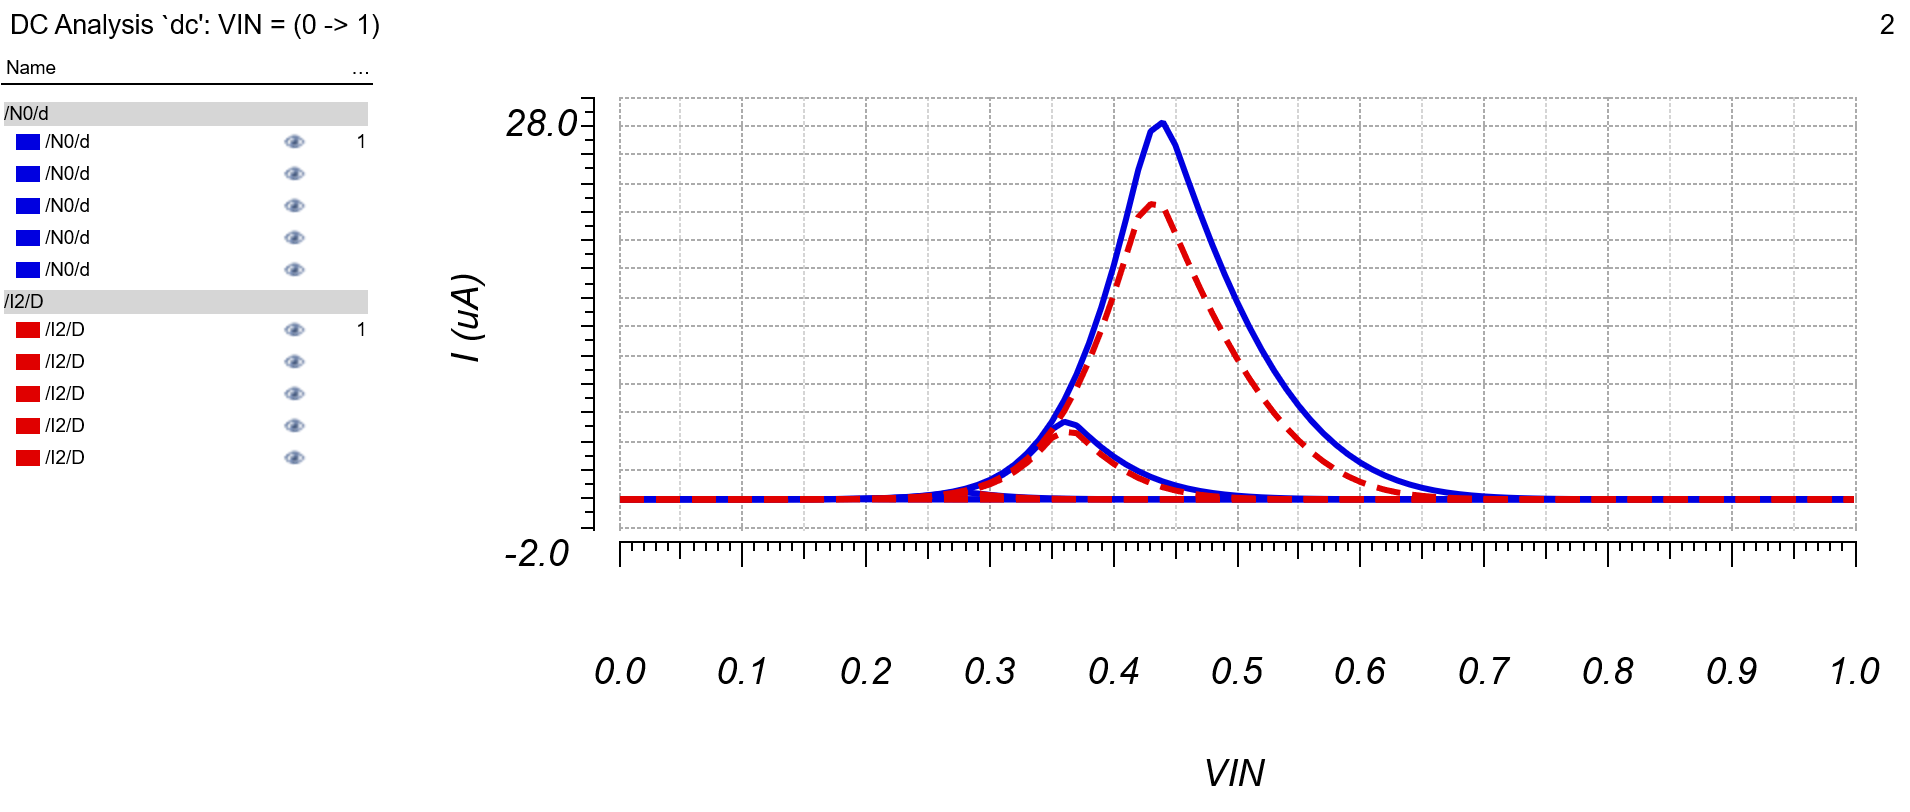 DC Analysis `dc': VIN = (0 -> 1)
2
Name ...
/N0/d
/N0/d 1
/N0/d
/N0/d
/N0/d
/N0/d
/I2/D
/I2/D 1
/I2/D
/I2/D
/I2/D
/I2/D
28.0
I (uA)
-2.0
0.0 0.1 0.2 0.3 0.4 0.5 0.6 0.7 0.8 0.9 1.0
VIN